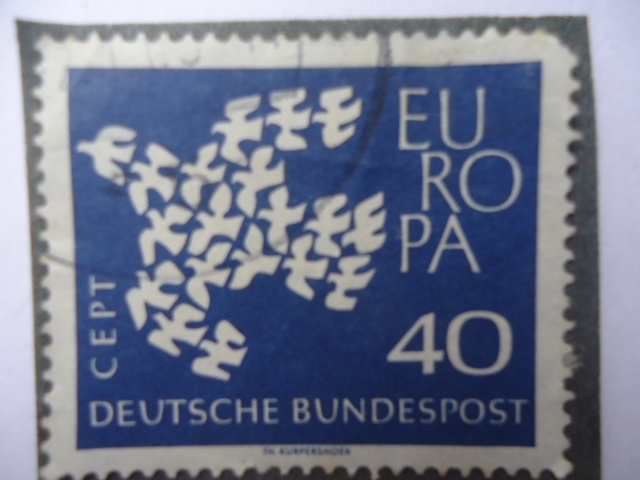 EU
RO
PA
CEPT
40
DEUTSCHE BUNDESPOST
TH. KURPERSHOEK